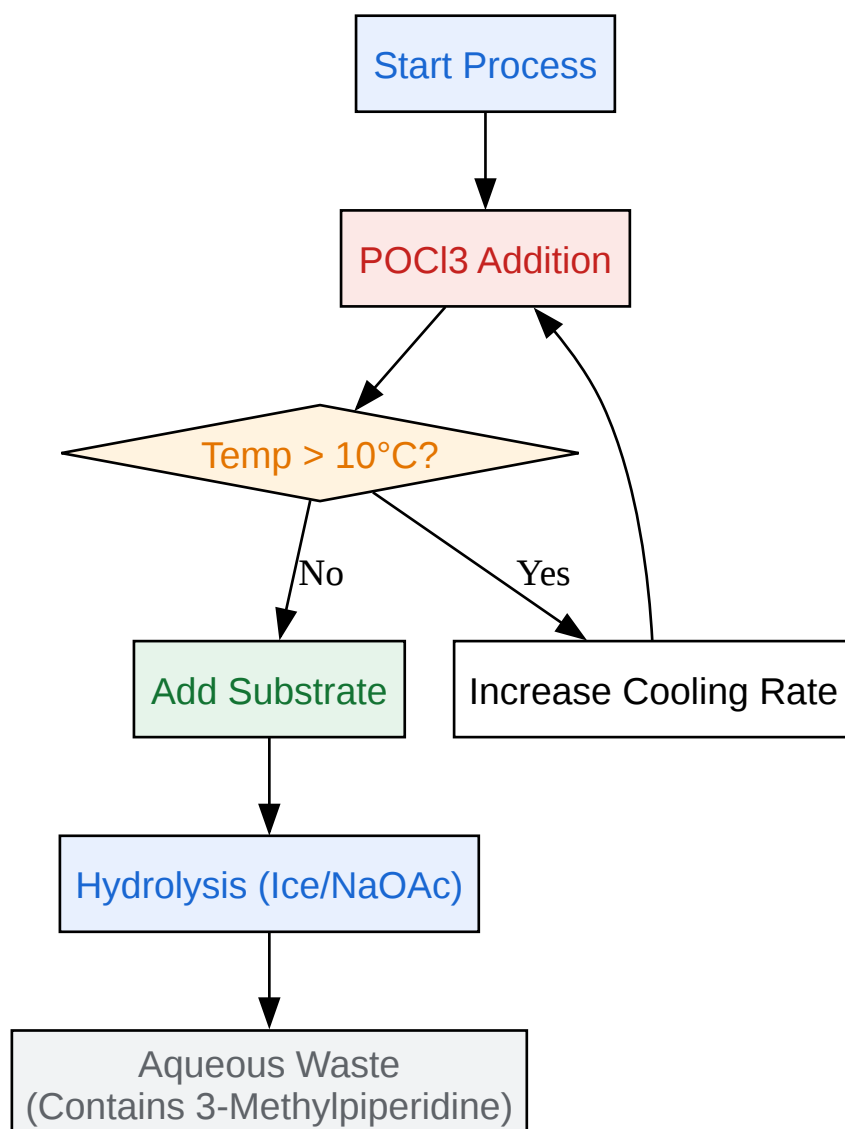 Start Process
POCl3 Addition
Temp > 10°C?
No
Yes
Add Substrate
Increase Cooling Rate
Hydrolysis (Ice/NaOAc)
Aqueous Waste
(Contains 3-Methylpiperidine)